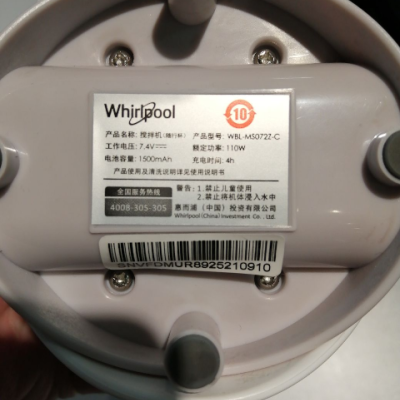 Whirlpool
10
产品名称:搅拌机(随行杯) 产品型号:WBL-MS072Z-C
工作电压:7.4V⎓ 额定功率:110W
电池容量:1500mAh 充电时间:4h
产品使用及清洗说明详见使用说明书
全国服务热线
4008-305-305
警告:1.禁止儿童使用
2.禁止将机体浸入水中
惠而浦(中国)投资有限公司
Whirlpool (China) Investment Co., Ltd.
SNVFDMUR8925210910